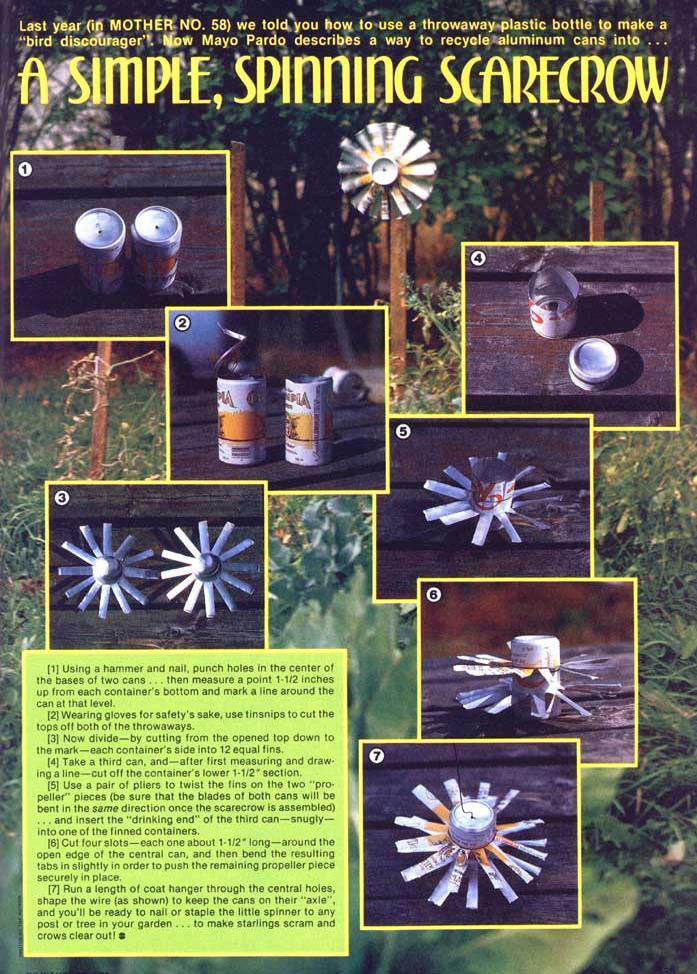 Last year (in MOTHER NO. 58) we told you how to use a throwaway plastic bottle to make a
“bird discourager”. Now Mayo Pardo describes a way to recycle aluminum cans into ...
A SIMPLE, SPINNING SCARECROW
1
2
3
4
5
6
7
[1] Using a hammer and nail, punch holes in the center of
the bases of two cans . . . then measure a point 1-1/2 inches
up from each container's bottom and mark a line around the
can at that level.
[2] Wearing gloves for safety's sake, use tinsnips to cut the
tops off both of the throwaways.
[3] Now divide—by cutting from the opened top down to
the mark—each container's side into 12 equal fins.
[4] Take a third can, and—after first measuring and draw-
ing a line—cut off the container's lower 1-1/2" section.
[5] Use a pair of pliers to twist the fins on the two “pro-
peller” pieces (be sure that the blades of both cans will be
bent in the same direction once the scarecrow is assembled)
. . . and insert the “drinking end” of the third can—snugly—
into one of the finned containers.
[6] Cut four slots—each one about 1-1/2" long—around the
open edge of the central can, and then bend the resulting
tabs in slightly in order to push the remaining propeller piece
securely in place.
[7] Run a length of coat hanger through the central holes,
shape the wire (as shown) to keep the cans on their “axle”,
and you'll be ready to nail or staple the little spinner to any
post or tree in your garden . . . to make starlings scram and
crows clear out!